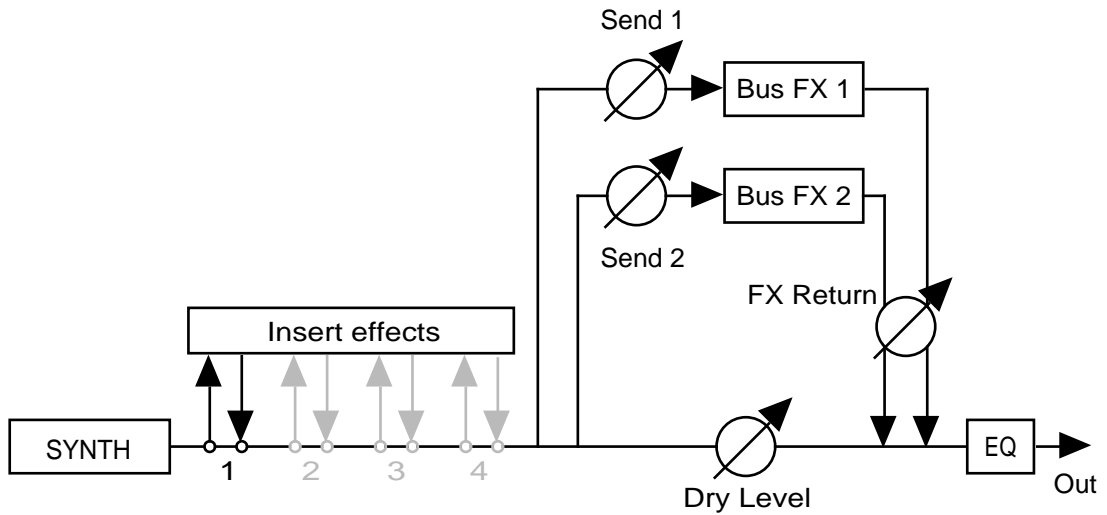 Send 1
Bus FX 1
Bus FX 2
Send 2
FX Return
Insert effects
SYNTH
1 2 3 4
Dry Level
EQ
Out